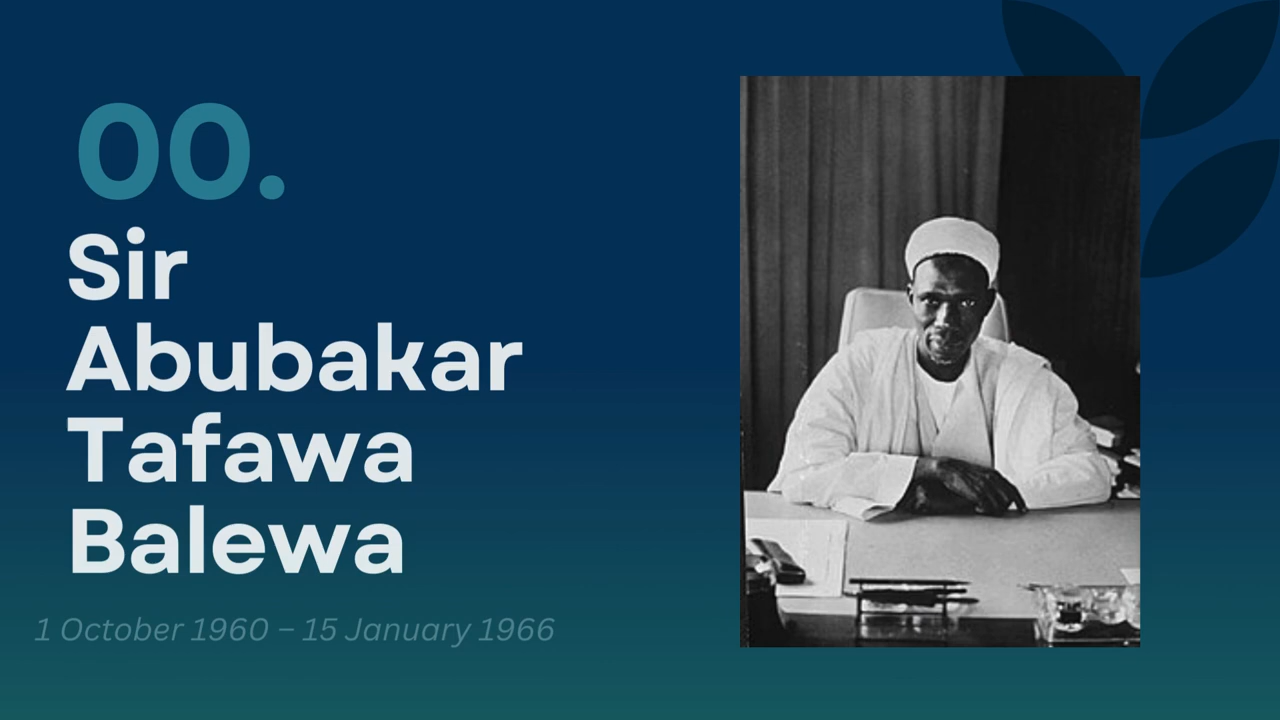 00.
Sir
Abubakar
Tafawa
Balewa
1 October 1960 – 15 January 1966